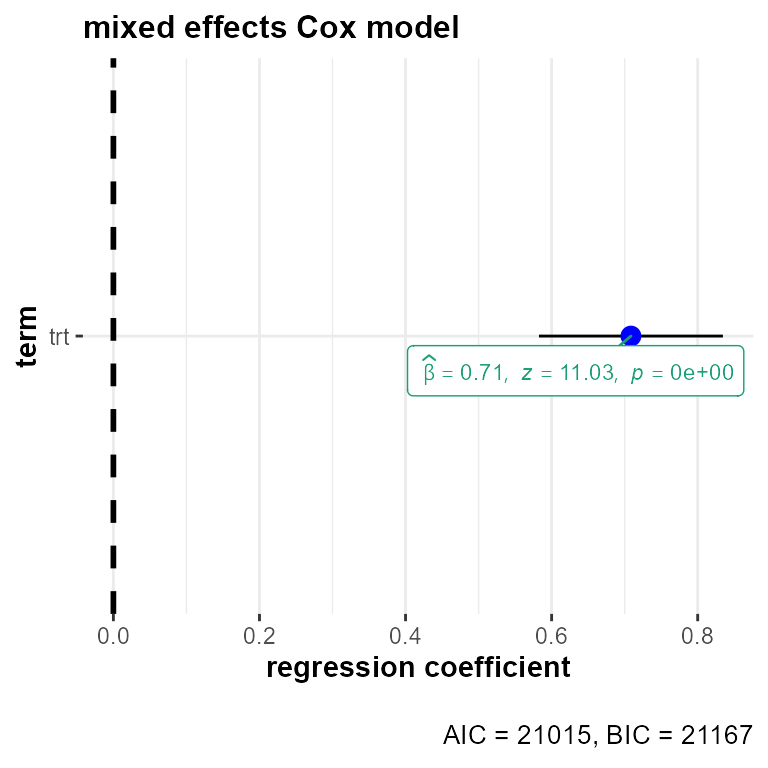 mixed effects Cox model
term
trt
β̂ = 0.71, z = 11.03, p = 0e+00
0.0 0.2 0.4 0.6 0.8
regression coefficient
AIC = 21015, BIC = 21167